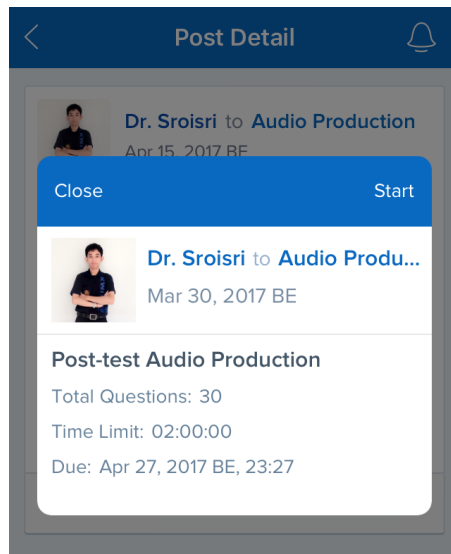 Post Detail
Dr. Sroisri to Audio Production
Apr 15, 2017 BE
Close Start
Dr. Sroisri to Audio Produ...
Mar 30, 2017 BE
Post-test Audio Production
Total Questions: 30
Time Limit: 02:00:00
Due: Apr 27, 2017 BE, 23:27